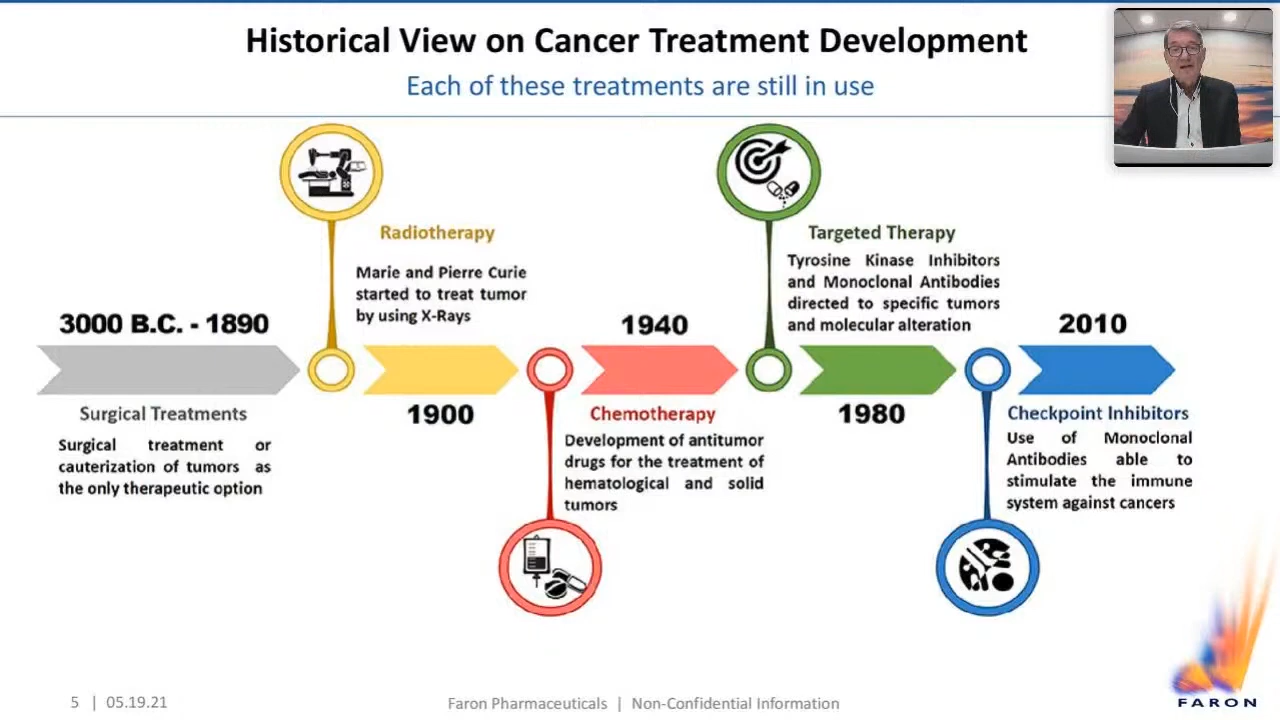 Historical View on Cancer Treatment Development
Each of these treatments are still in use
3000 B.C. - 1890
Surgical Treatments
Surgical treatment or
cauterization of tumors as
the only therapeutic option
Radiotherapy
Marie and Pierre Curie
started to treat tumor
by using X-Rays
1900
1940
Chemotherapy
Development of antitumor
drugs for the treatment of
hematological and solid
tumors
Targeted Therapy
Tyrosine Kinase Inhibitors
and Monoclonal Antibodies
directed to specific tumors
and molecular alteration
1980
2010
Checkpoint Inhibitors
Use of Monoclonal
Antibodies able to
stimulate the immune
system against cancers
5 | 05.19.21
Faron Pharmaceuticals | Non-Confidential Information
FARON